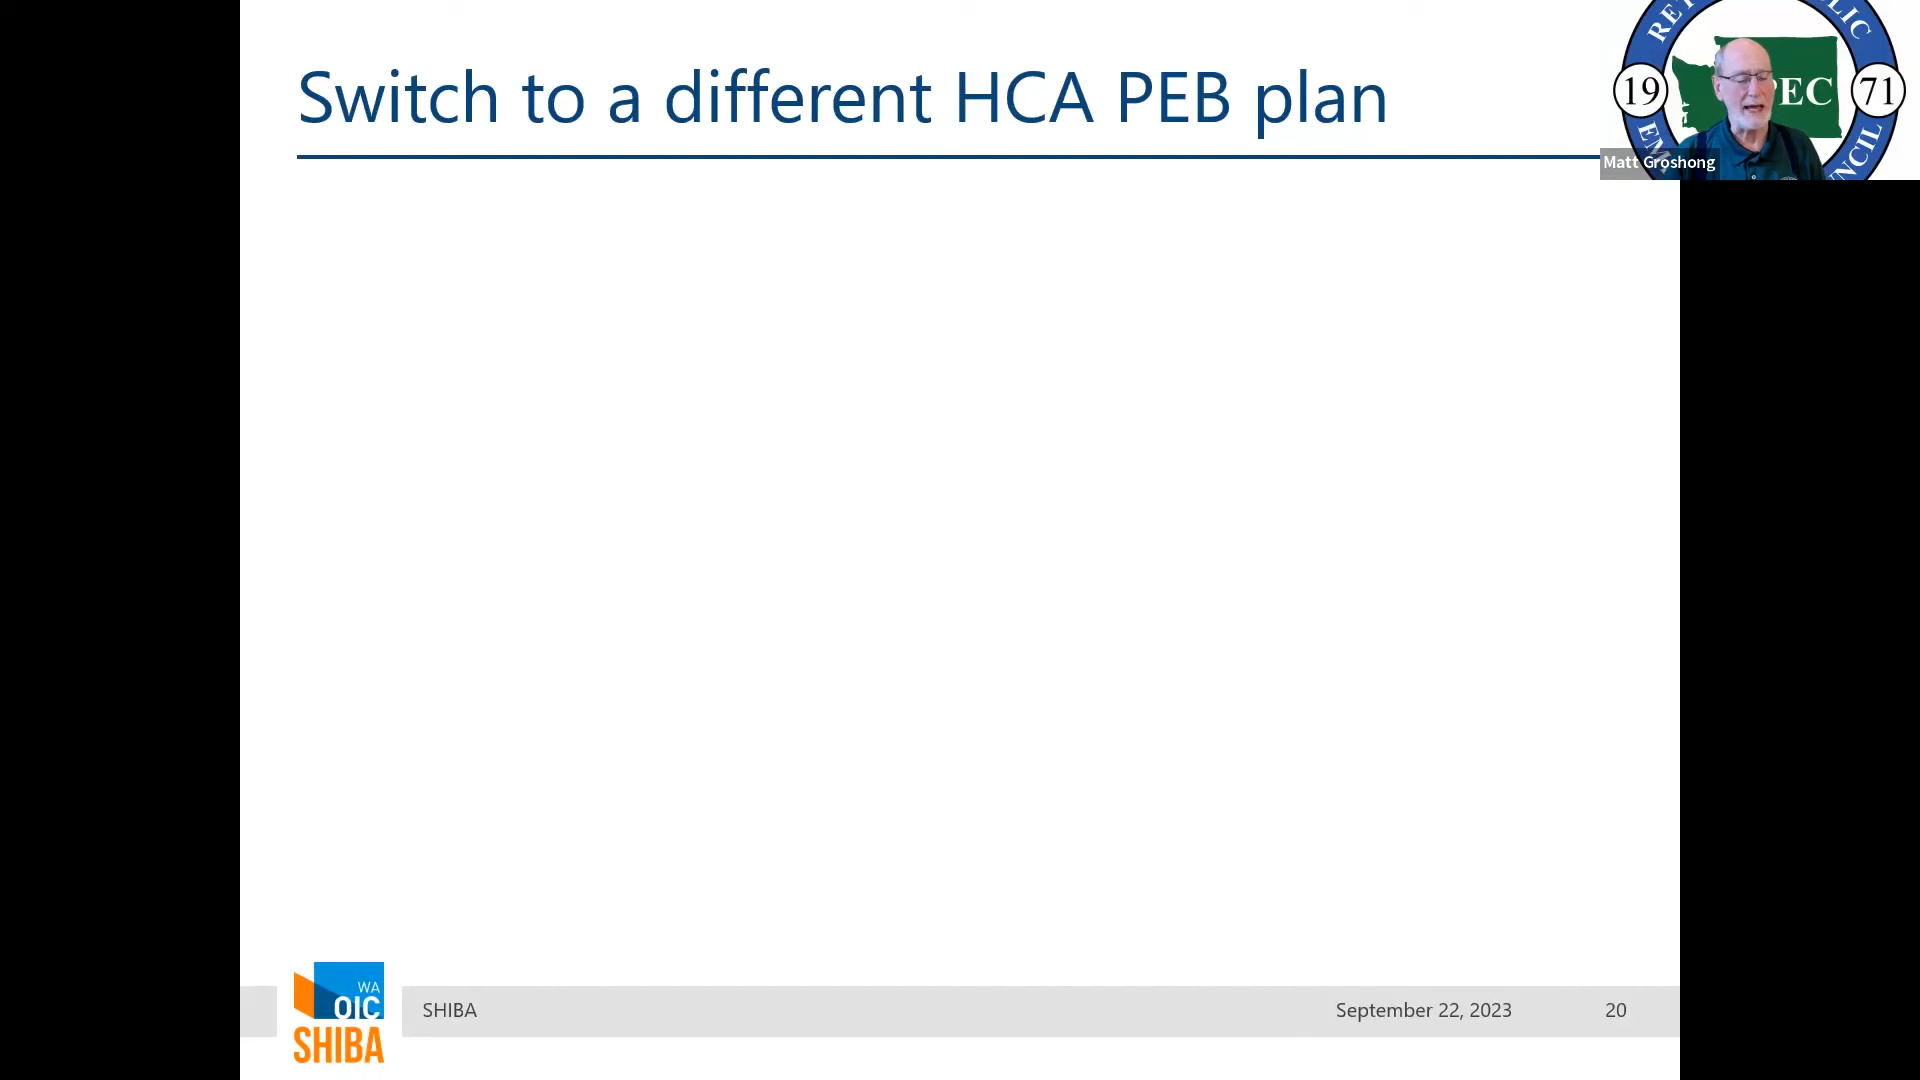 Switch to a different HCA PEB plan
19
EC
71
Matt Groshong
WA
OIC
SHIBA
SHIBA
September 22, 2023
20